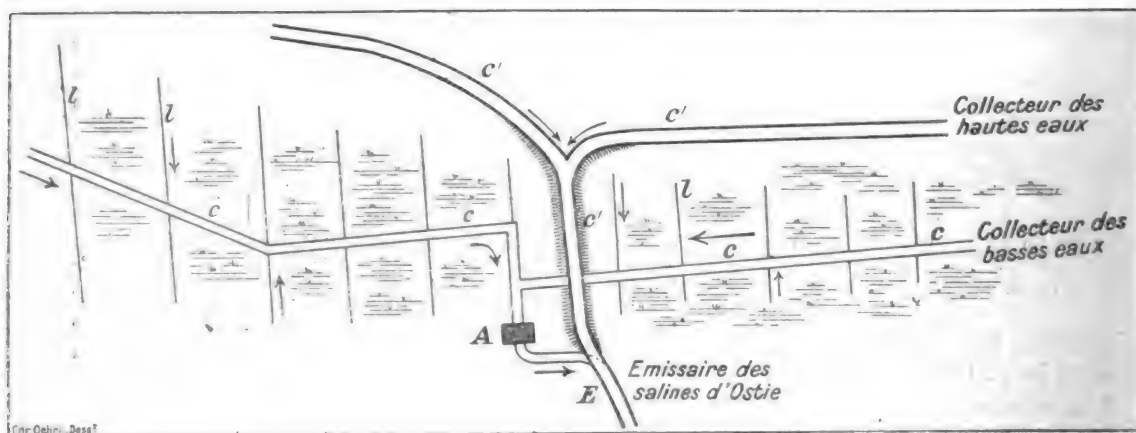 c'
c'
Collecteur des
hautes eaux
l
l
l
c
c
c'
c
c
Collecteur des
basses eaux
A
E
Emissaire des
salines d'Ostie